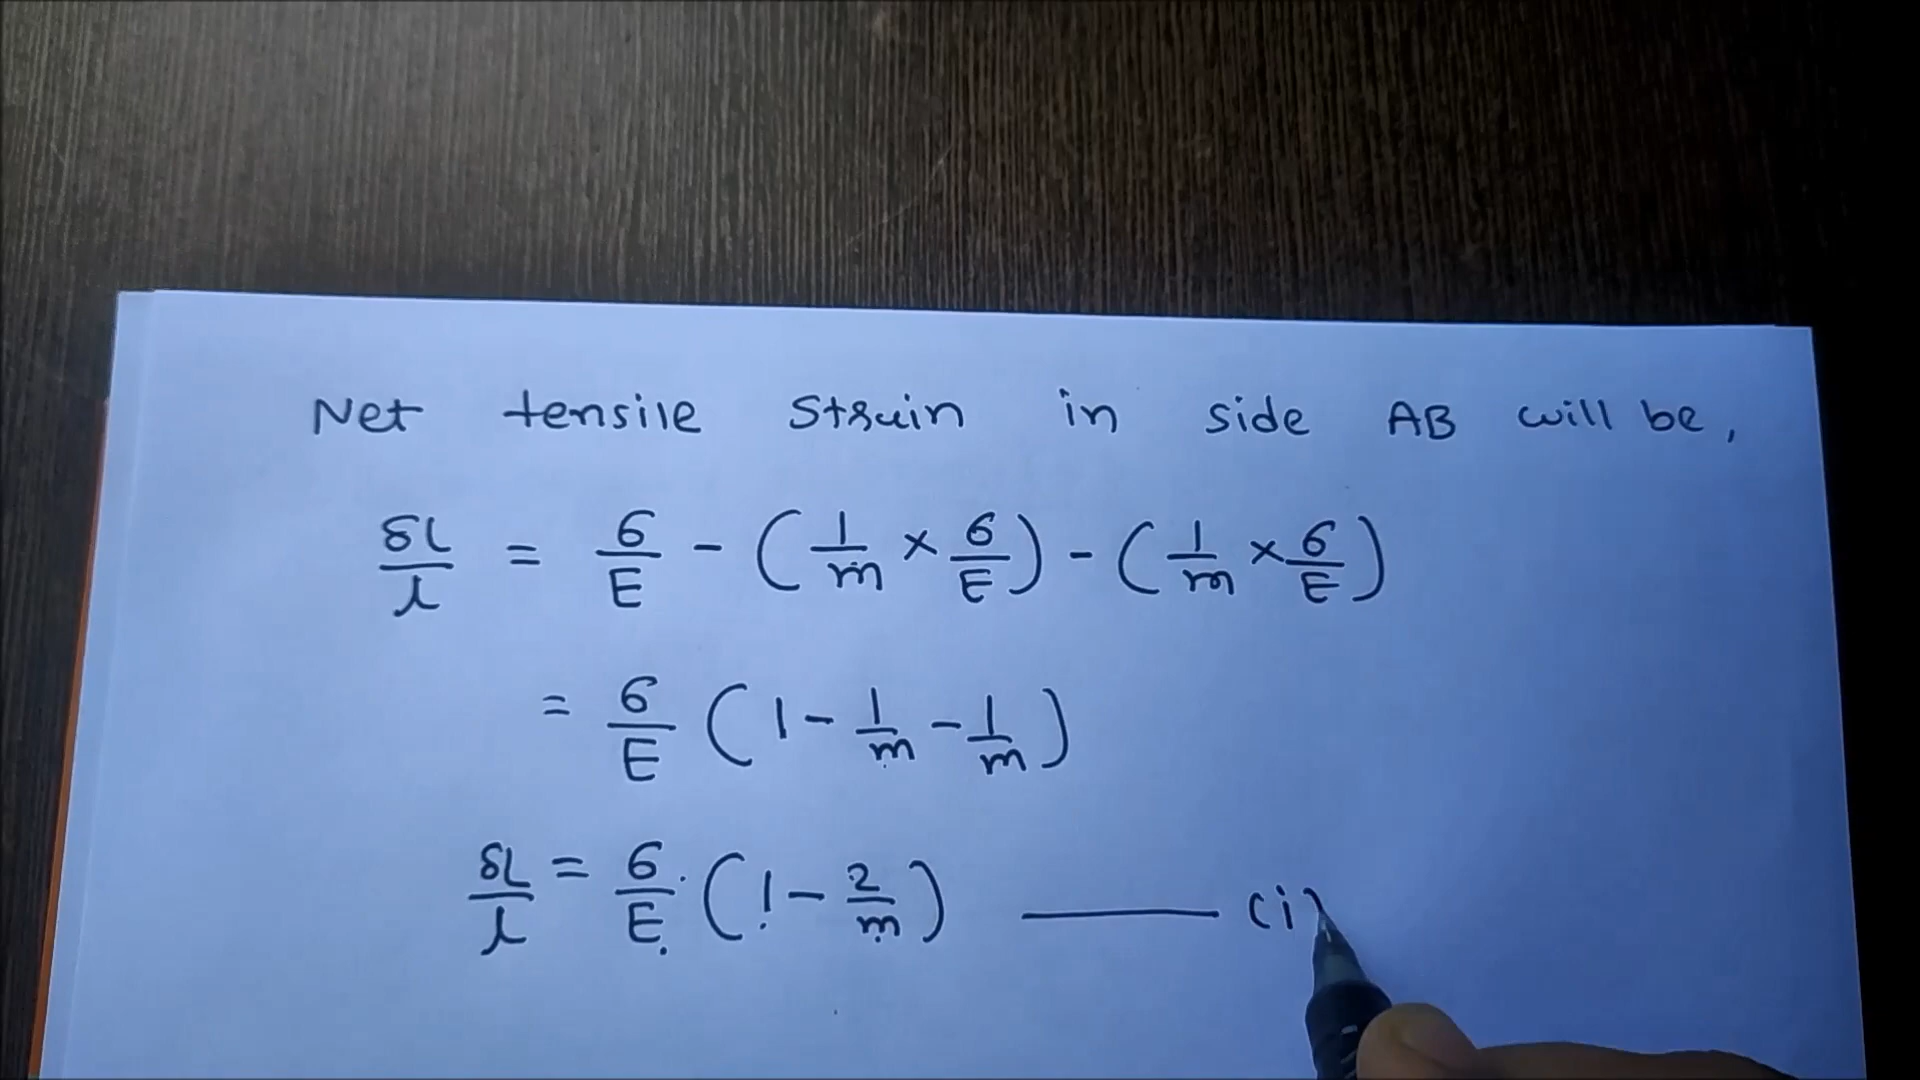 Net tensile strain in side AB will be,
δl/l = σ/E - (1/m × σ/E) - (1/m × σ/E)
= σ/E (1 - 1/m - 1/m)
δl/l = σ/E (1 - 2/m) —— (i)